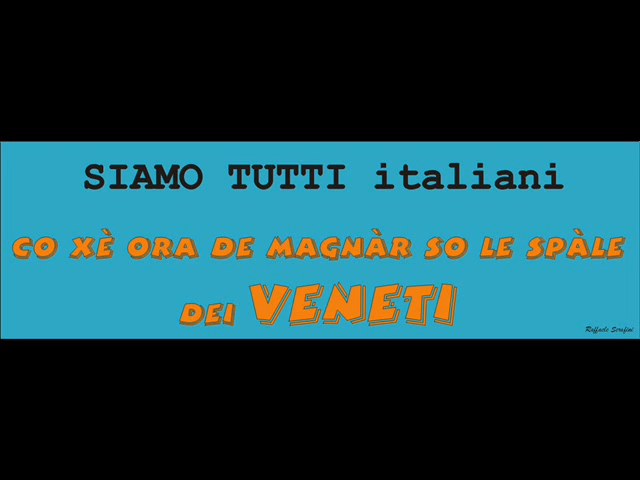 SIAMO TUTTI italiani
CO XÈ ORA DE MAGNÀR SO LE SPÀLE
DEI VENETI
Raffaele Serafini